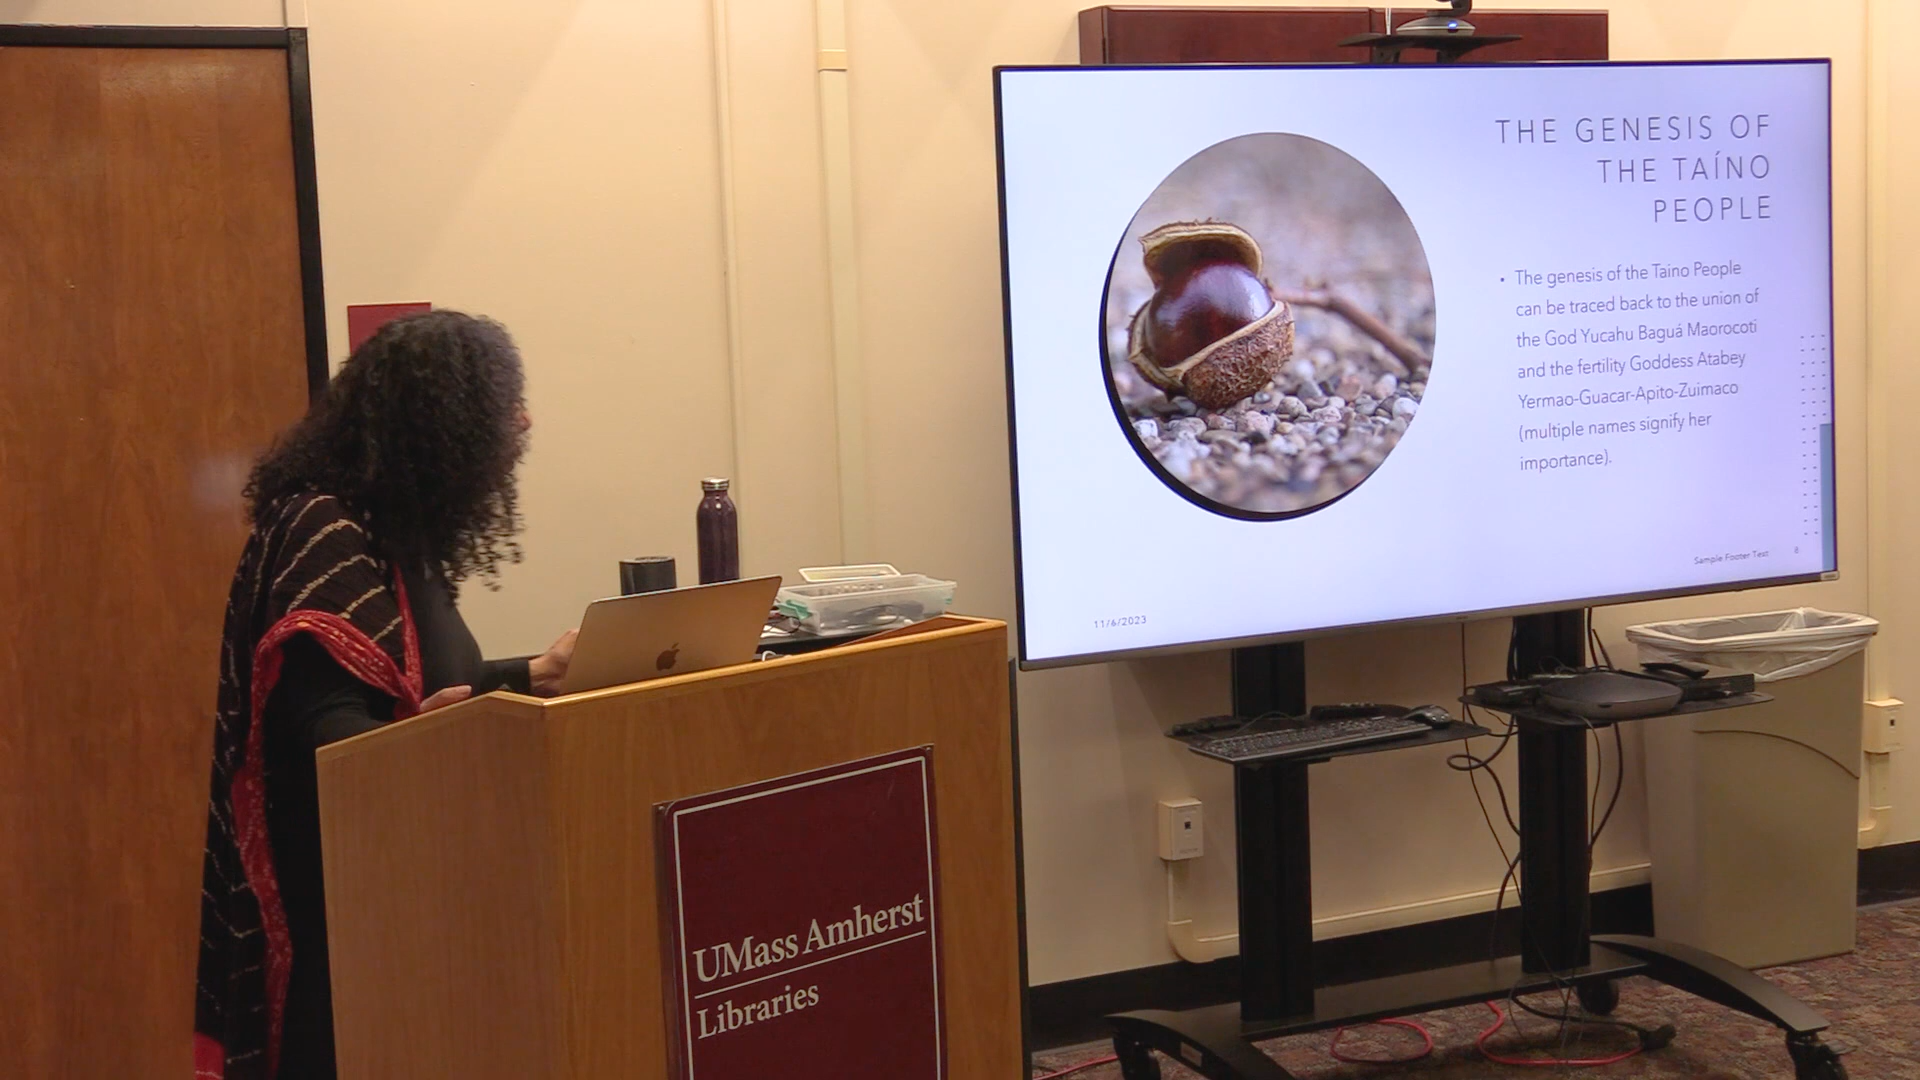 THE GENESIS OF
THE TAÍNO
PEOPLE
• The genesis of the Taino People
can be traced back to the union of
the God Yucahu Baguá Maorocoti
and the fertility Goddess Atabey
Yermao-Guacar-Apito-Zuimaco
(multiple names signify her
importance).
Sample Footer Text 8
11/6/2023
UMass Amherst
Libraries